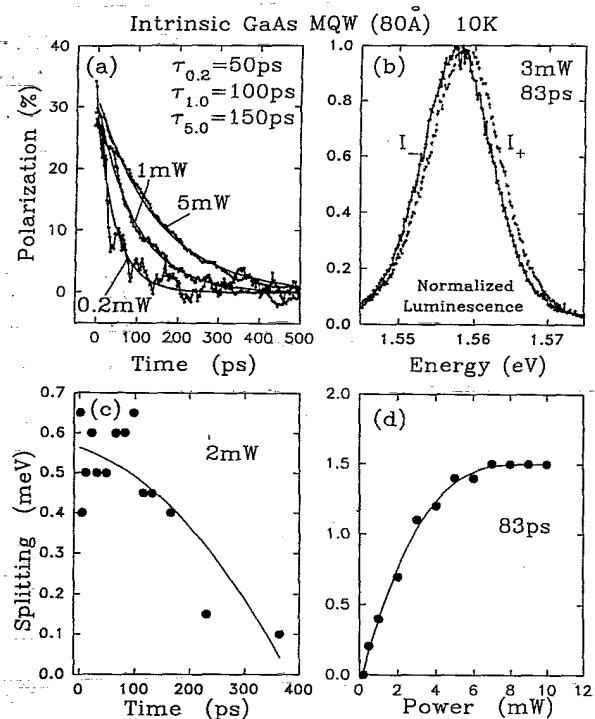 Intrinsic GaAs MQW (80Å) 10K
(a)
τ0.2=50ps
τ1.0=100ps
τ5.0=150ps
1mW
5mW
0.2mW
Polarization (%)
40
30
20
10
0
0 100 200 300 400 500
Time (ps)
(b)
3mW
83ps
I−
I+
Normalized
Luminescence
1.0
0.8
0.6
0.4
0.2
0.0
1.55 1.56 1.57
Energy (eV)
(c)
2mW
Splitting (meV)
0.7
0.6
0.5
0.4
0.3
0.2
0.1
0.0
0 100 200 300 400
Time (ps)
(d)
83ps
2.0
1.5
1.0
0.5
0.0
0 2 4 6 8 10 12
Power (mW)